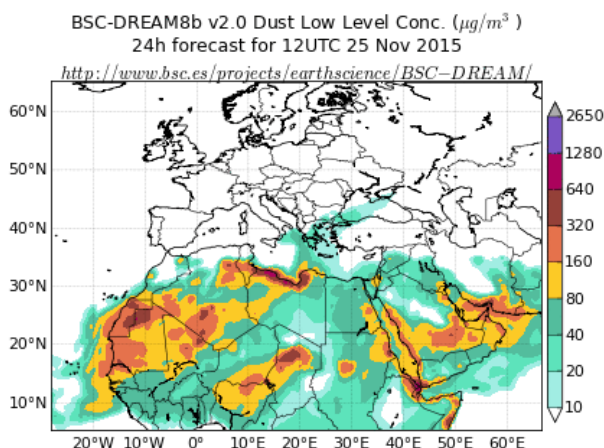 BSC-DREAM8b v2.0 Dust Low Level Conc. (μg/m³ )
24h forecast for 12UTC 25 Nov 2015
http://www.bsc.es/projects/earthscience/BSC−DREAM/
60°N
50°N
40°N
30°N
20°N
10°N
20°W 10°W 0° 10°E 20°E 30°E 40°E 50°E 60°E
2650
1280
640
320
160
80
40
20
10